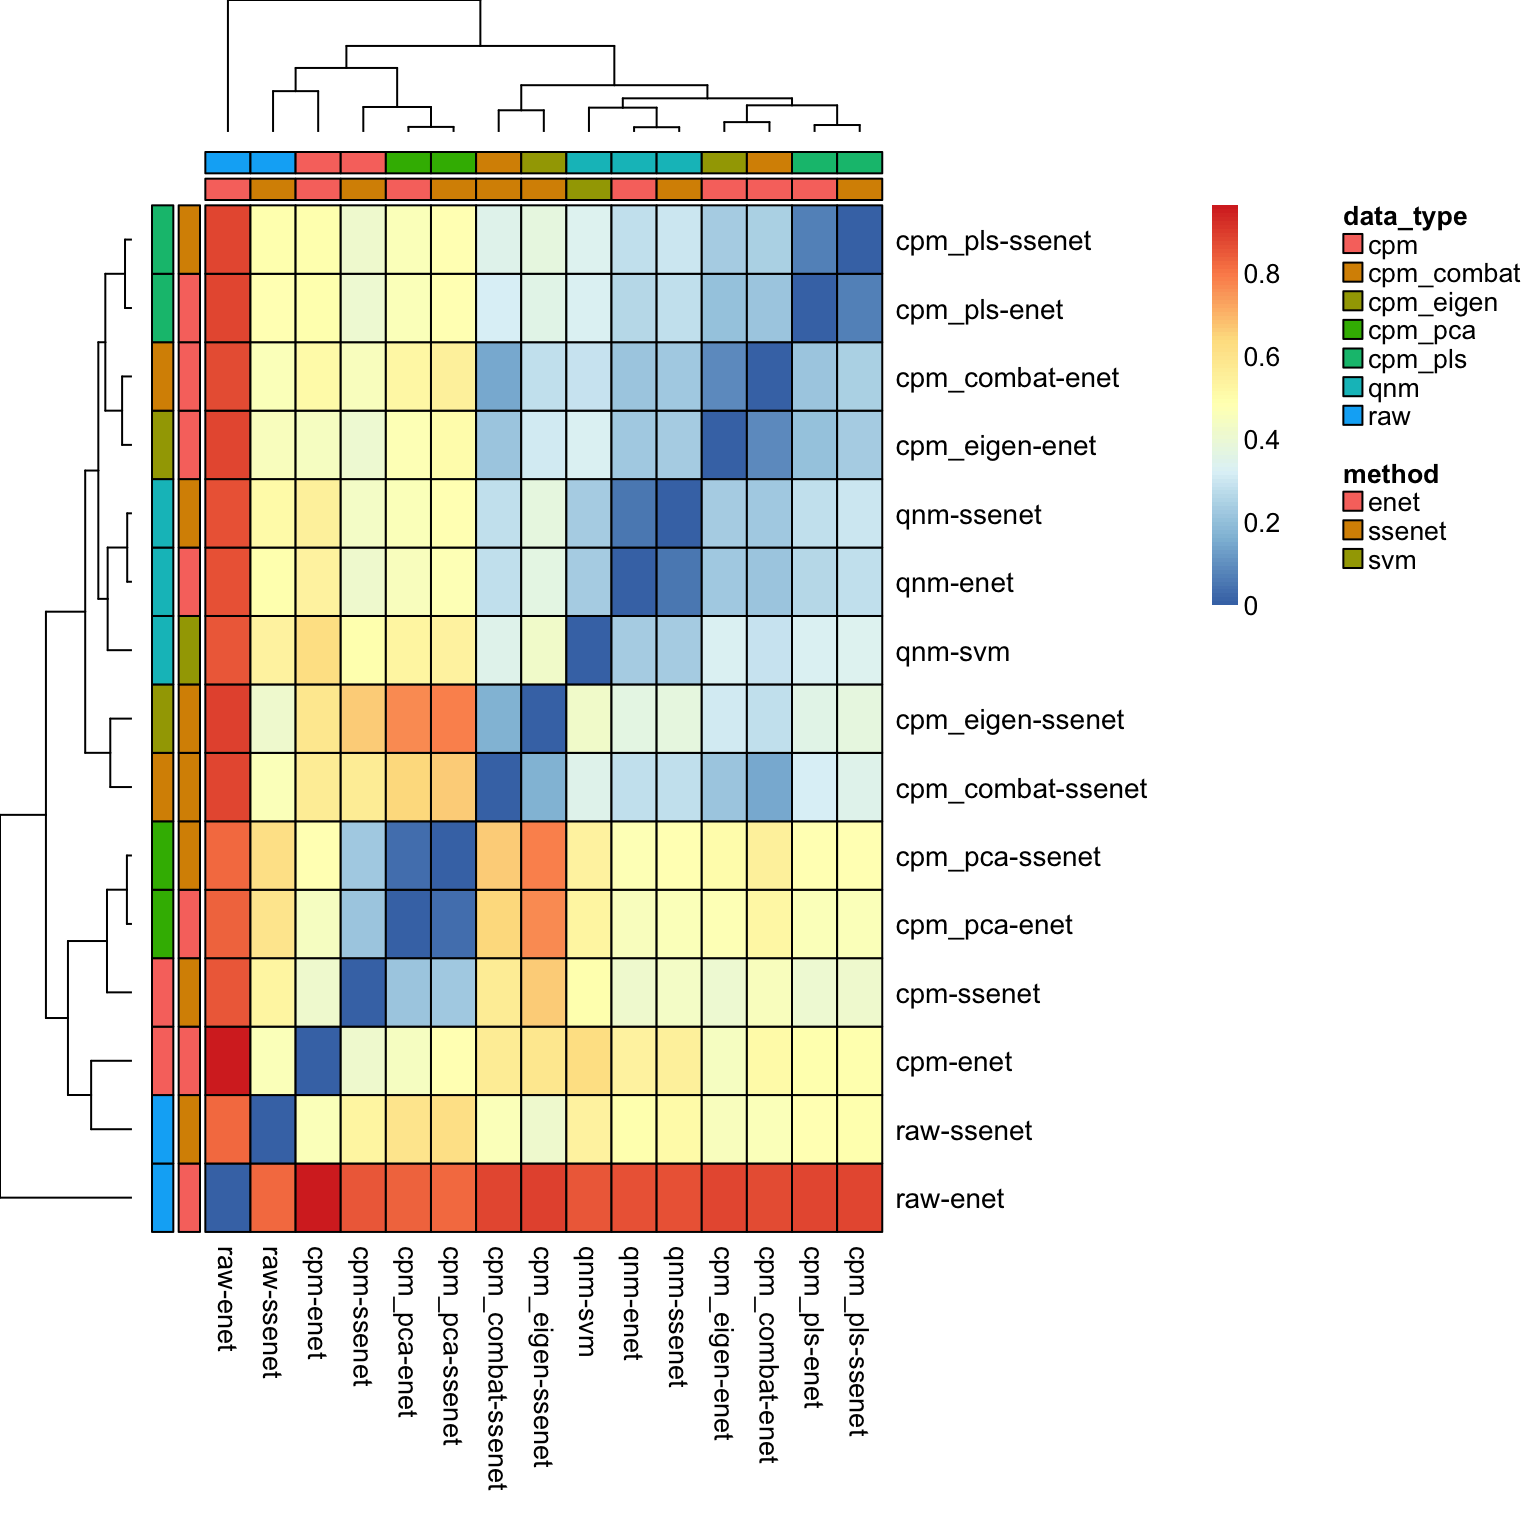 cpm_pls-ssenet
cpm_pls-enet
cpm_combat-enet
cpm_eigen-enet
qnm-ssenet
qnm-enet
qnm-svm
cpm_eigen-ssenet
cpm_combat-ssenet
cpm_pca-ssenet
cpm_pca-enet
cpm-ssenet
cpm-enet
raw-ssenet
raw-enet
raw-enet
raw-ssenet
cpm-enet
cpm-ssenet
cpm_pca-enet
cpm_pca-ssenet
cpm_combat-ssenet
cpm_eigen-ssenet
qnm-svm
qnm-enet
qnm-ssenet
cpm_eigen-enet
cpm_combat-enet
cpm_pls-enet
cpm_pls-ssenet
0.8
0.6
0.4
0.2
0
data_type
cpm
cpm_combat
cpm_eigen
cpm_pca
cpm_pls
qnm
raw
method
enet
ssenet
svm